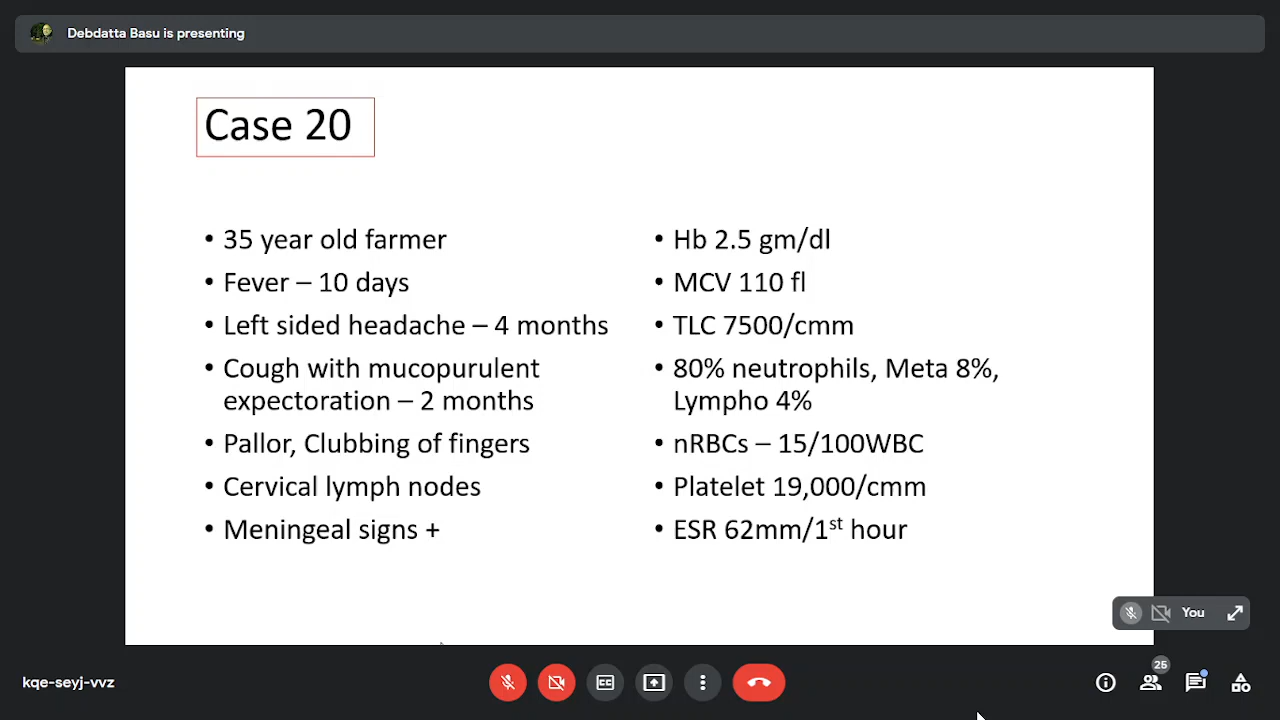 Debdatta Basu is presenting
Case 20
• 35 year old farmer
• Fever – 10 days
• Left sided headache – 4 months
• Cough with mucopurulent
expectoration – 2 months
• Pallor, Clubbing of fingers
• Cervical lymph nodes
• Meningeal signs +
• Hb 2.5 gm/dl
• MCV 110 fl
• TLC 7500/cmm
• 80% neutrophils, Meta 8%,
Lympho 4%
• nRBCs – 15/100WBC
• Platelet 19,000/cmm
• ESR 62mm/1st hour
You
kqe-seyj-vvz
CC
25